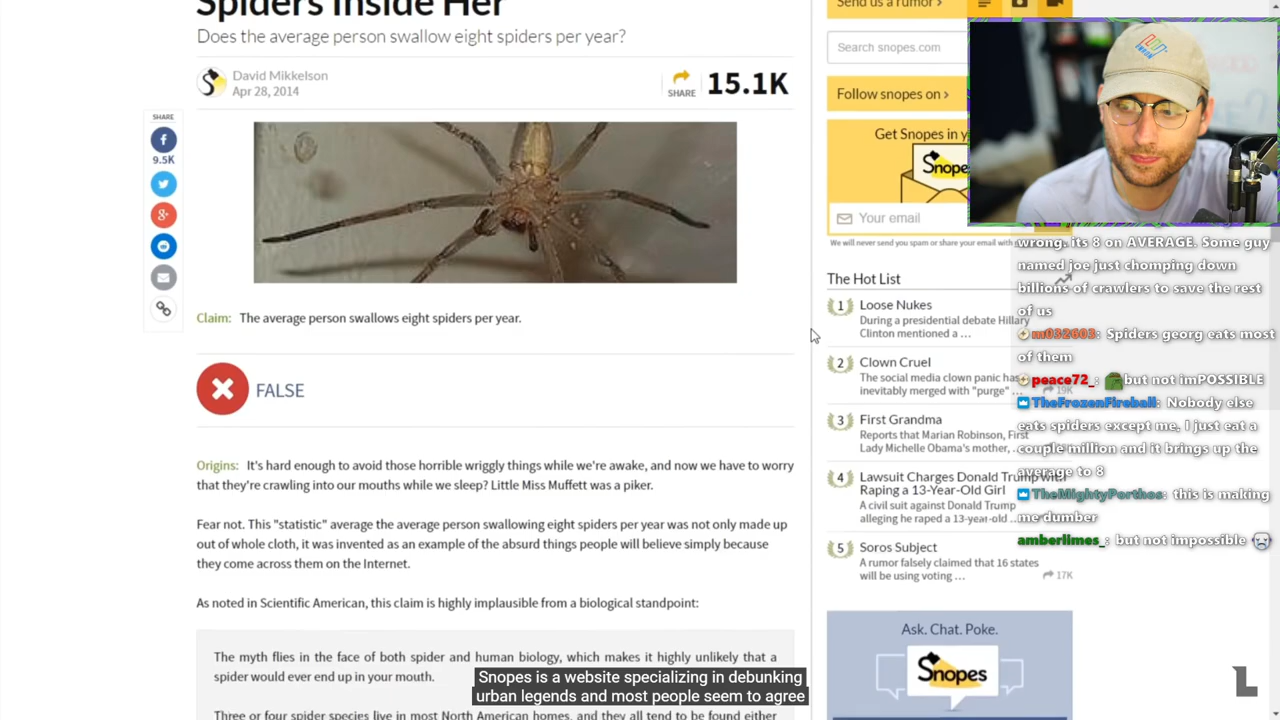 Spiders Inside Her
Does the average person swallow eight spiders per year?
David Mikkelson
Apr 28, 2014
SHARE
15.1K
SHARE
9.5K
Claim: The average person swallows eight spiders per year.
FALSE
Origins: It's hard enough to avoid those horrible wriggly things while we're awake, and now we have to worry
that they're crawling into our mouths while we sleep? Little Miss Muffett was a piker.
Fear not. This "statistic" average the average person swallowing eight spiders per year was not only made up
out of whole cloth, it was invented as an example of the absurd things people will believe simply because
they come across them on the Internet.
As noted in Scientific American, this claim is highly implausible from a biological standpoint:
The myth flies in the face of both spider and human biology, which makes it highly unlikely that a
spider would ever end up in your mouth.
Three or four spider species live in most North American homes, and they all tend to be found either
Snopes is a website specializing in debunking
urban legends and most people seem to agree
Send us a rumor >
Search snopes.com
Follow snopes on >
Get Snopes in y
Snopes
Your email
We will never send you spam or share your email with
The Hot List
1 Loose Nukes
During a presidential debate Hillary
Clinton mentioned a ...
2 Clown Cruel
The social media clown panic has
inevitably merged with "purge" ...
19K
3 First Grandma
Reports that Marian Robinson, First
Lady Michelle Obama's mother, ..
4 Lawsuit Charges Donald Trump with
Raping a 13-Year-Old Girl
A civil suit against Donald Trump
alleging he raped a 13-year-old ...
5 Soros Subject
A rumor falsely claimed that 16 states
will be using voting ...
17K
Ask. Chat. Poke.
Snopes
wrong, its 8 on AVERAGE. Some guy
named joe just chomping down
billions of crawlers to save the rest
of us
m032603: Spiders georg eats most
of them
peace72_: but not imPOSSIBLE
TheFrozenFireball: Nobody else
eats spiders except me, I just eat a
couple million and it brings up the
average to 8
TheMightyPorthos: this is making
me dumber
amberlimes_: but not impossible